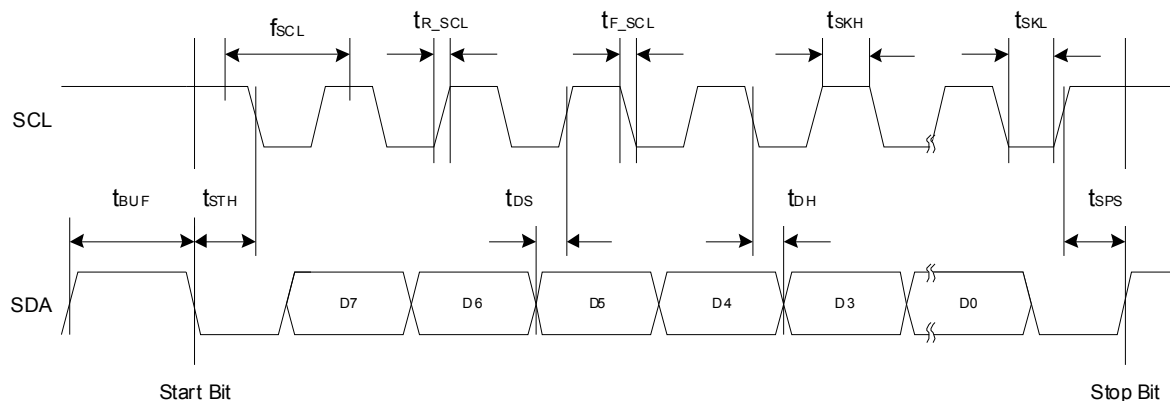 fSCL tR_SCL tF_SCL tSKH tSKL
SCL
tBUF tSTH tDS tDH tSPS
SDA D7 D6 D5 D4 D3 D0
Start Bit Stop Bit